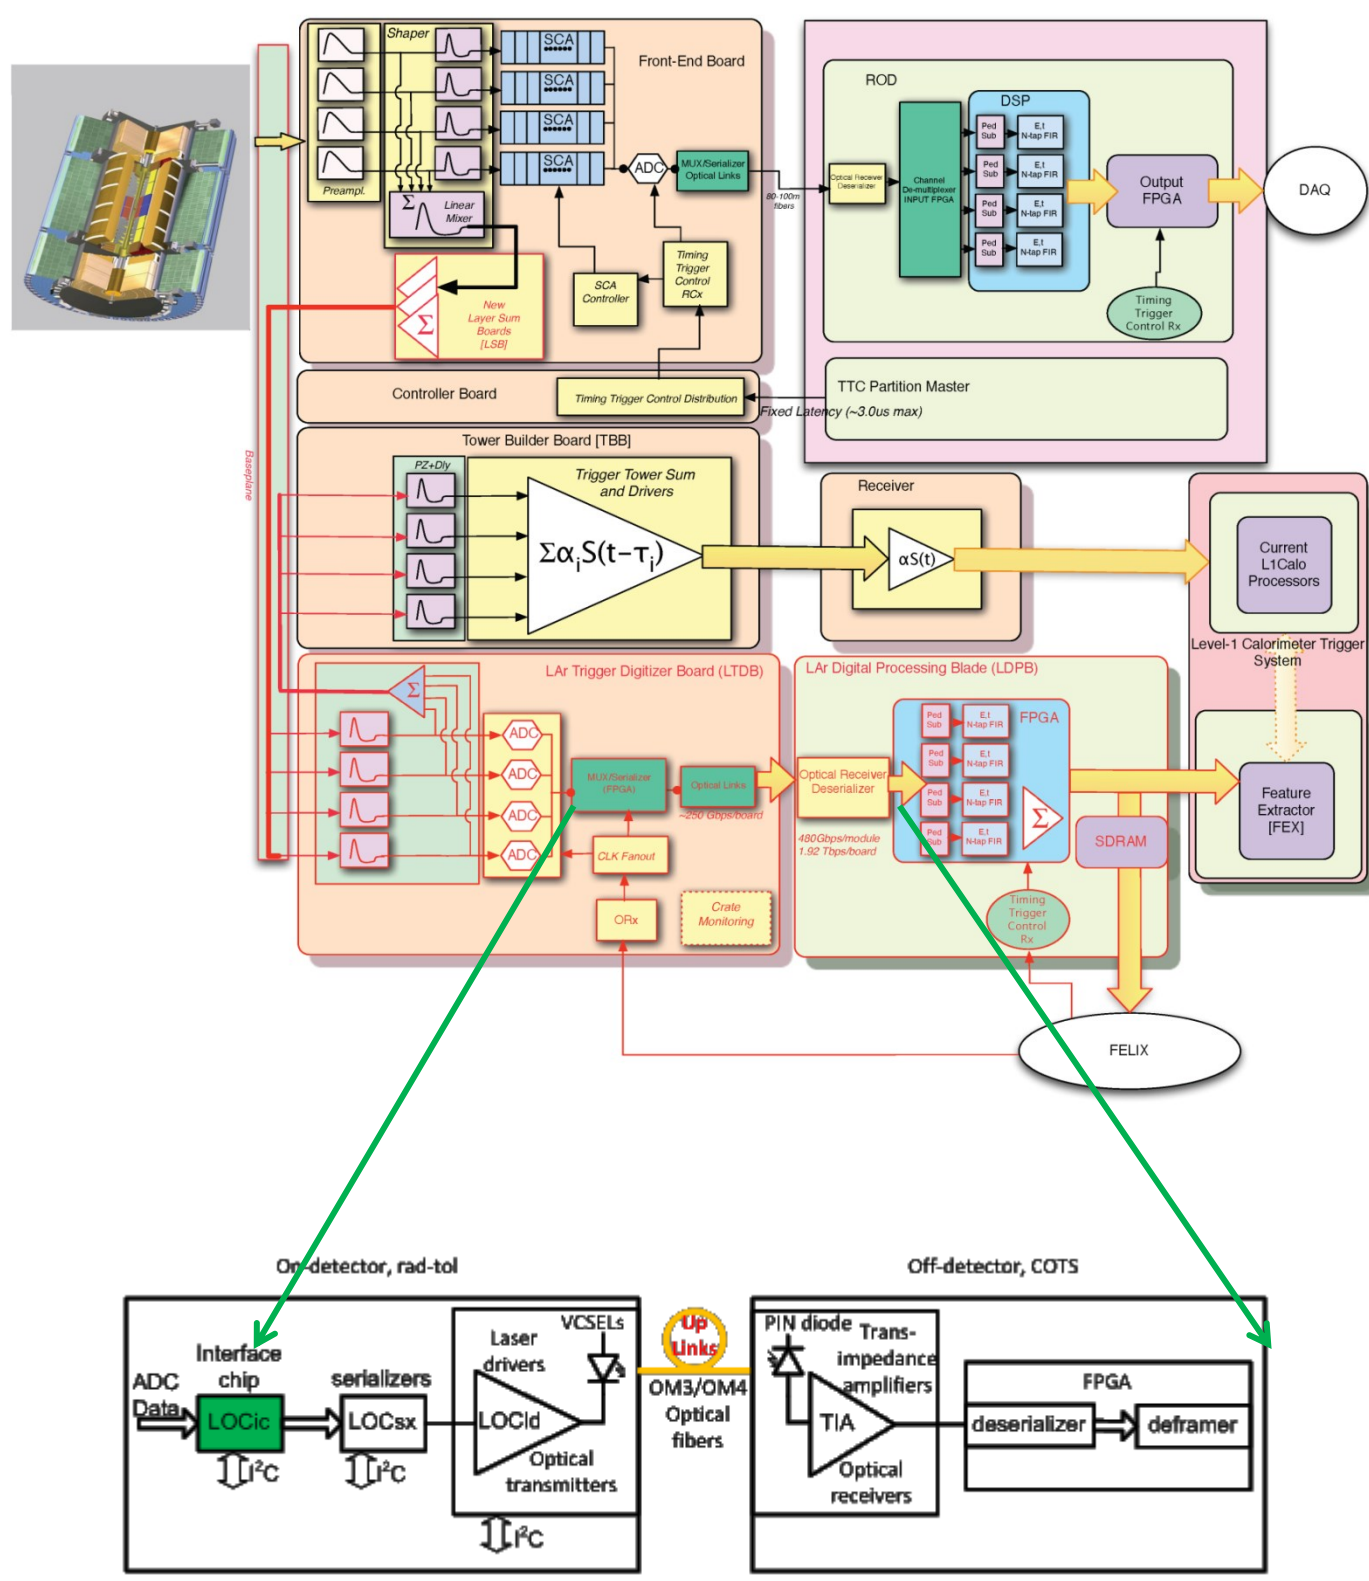 Shaper
Preampl.
SCA
SCA
SCA
SCA
Front-End Board
ADC
MUX/Serializer
Optical Links
80-100m
fibers
Σ
Linear
Mixer
New
Layer Sum
Boards
[LSB]
Σ
SCA
Controller
Timing
Trigger
Control
RCx
ROD
DSP
Optical Receiver
Deserializer
Channel
De-multiplexer
INPUT FPGA
Ped
Sub
E,t
N-tap FIR
Ped
Sub
E,t
N-tap FIR
Ped
Sub
E,t
N-tap FIR
Ped
Sub
E,t
N-tap FIR
Output
FPGA
Timing
Trigger
Control Rx
DAQ
Controller Board
Timing Trigger Control Distribution
TTC Partition Master
Fixed Latency (~3.0us max)
Baseplane
Tower Builder Board [TBB]
PZ+Dly
Trigger Tower Sum
and Drivers
Σα<sub>i</sub>S(t−τ<sub>i</sub>)
Receiver
αS(t)
Current
L1Calo
Processors
Level-1 Calorimeter Trigger
System
Feature
Extractor
[FEX]
LAr Trigger Digitizer Board (LTDB)
Σ
ADC
ADC
ADC
ADC
MUX/Serializer
(FPGA)
Optical Links
~250 Gbps/board
CLK Fanout
ORx
Crate
Monitoring
LAr Digital Processing Blade (LDPB)
Optical Receiver
Deserializer
480Gbps/module
1.92 Tbps/board
FPGA
Ped
Sub
E,t
N-tap FIR
Ped
Sub
E,t
N-tap FIR
Ped
Sub
E,t
N-tap FIR
Ped
Sub
E,t
N-tap FIR
Σ
SDRAM
Timing
Trigger
Control
Rx
FELIX
On-detector, rad-tol
ADC
Data
Interface
chip
LOCic
I²C
serializers
LOCsx
I²C
Laser
drivers
VCSELs
LOCld
Optical
transmitters
I²C
Up
Links
OM3/OM4
Optical
fibers
Off-detector, COTS
PIN diode
Trans-
impedance
amplifiers
TIA
Optical
receivers
FPGA
deserializer
deframer